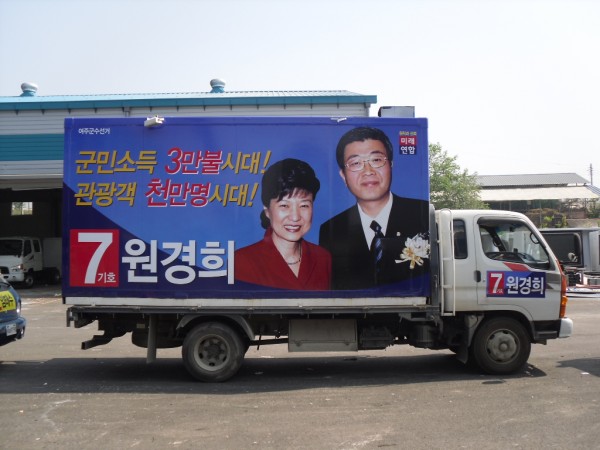 여주군수선거
군민소득 3만불시대!
관광객 천만명시대!
7 기호 원경희
미래
연합
7 원경희